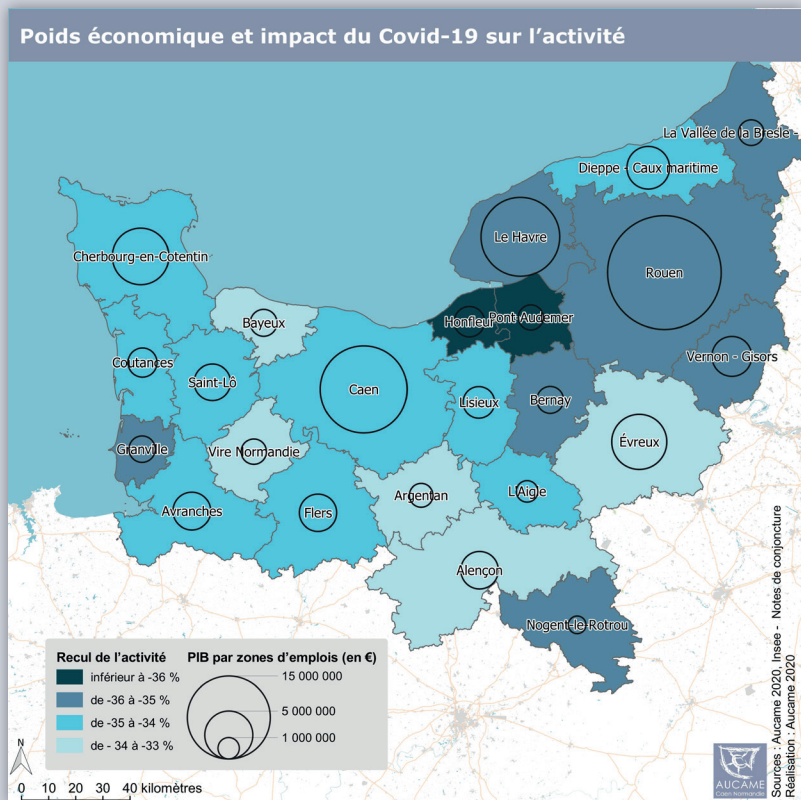 Poids économique et impact du Covid-19 sur l'activité
La Vallée de la Bresle -
Dieppe - Caux maritime
Le Havre
Cherbourg-en-Cotentin
Rouen
Honfleur
Pont Audemer
Bayeux
Vernon - Gisors
Coutances
Saint-Lô
Caen
Lisieux
Bernay
Granville
Vire Normandie
Évreux
Argentan
L'Aigle
Avranches
Flers
Alençon
Nogent-le-Rotrou
Recul de l'activité
inférieur à -36 %
de -36 à -35 %
de -35 à -34 %
de - 34 à -33 %
PIB par zones d'emplois (en €)
15 000 000
5 000 000
1 000 000
N
0 10 20 30 40 kilomètres
AUCAME
Caen Normandie
Sources : Aucame 2020, Insee - Notes de conjoncture
Réalisation : Aucame 2020